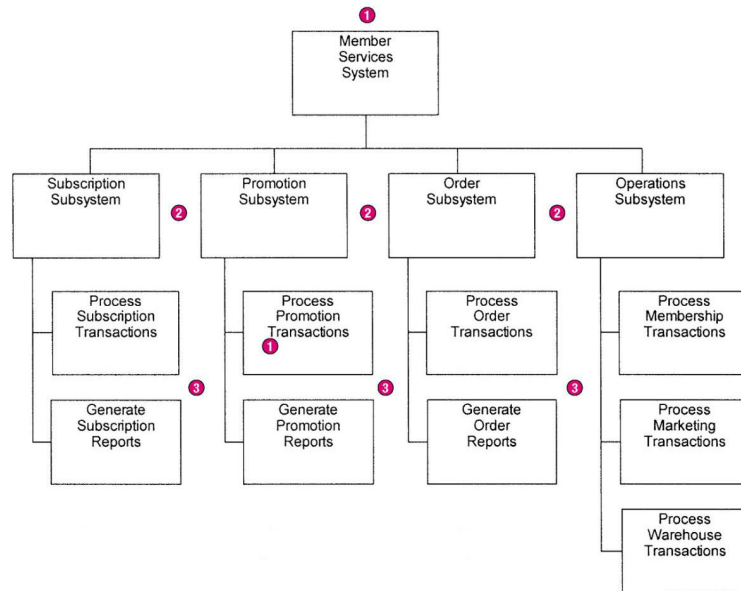 1
Member
Services
System
Subscription
Subsystem
2
Promotion
Subsystem
2
Order
Subsystem
2
Operations
Subsystem
Process
Subscription
Transactions
Process
Promotion
Transactions
1
Process
Order
Transactions
Process
Membership
Transactions
3
3
3
Generate
Subscription
Reports
Generate
Promotion
Reports
Generate
Order
Reports
Process
Marketing
Transactions
Process
Warehouse
Transactions